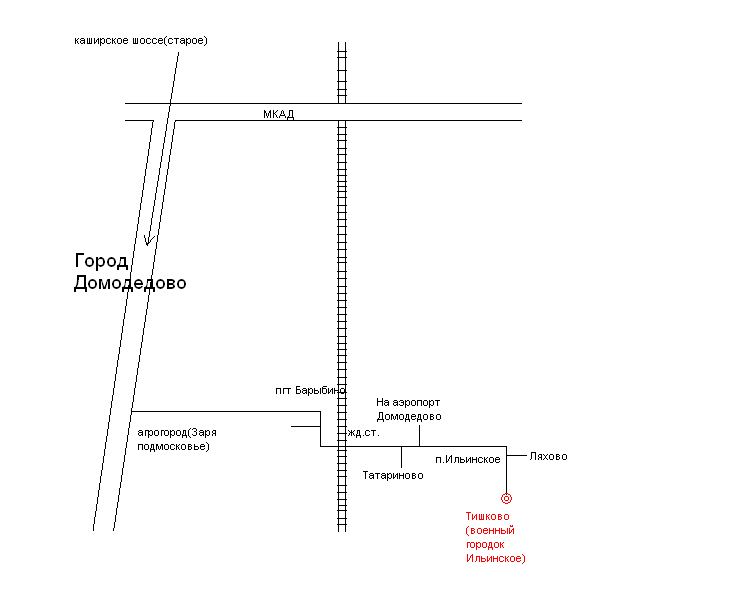 каширское шоссе(старое)
МКАД
Город
Домодедово
пгт Барыбино
На аэропорт
Домодедово
агрогород(Заря
подмосковье)
жд.ст.
п.Ильинское
Ляхово
Татариново
Тишково
(военный
городок
Ильинское)